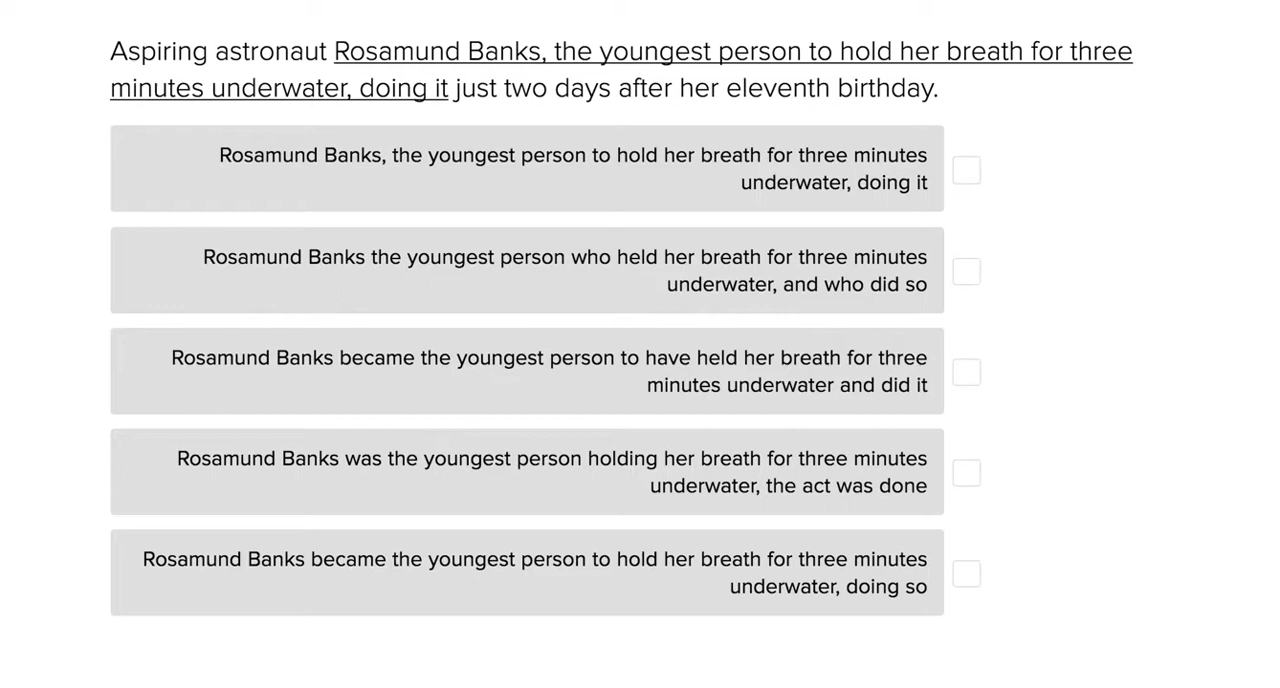 Aspiring astronaut Rosamund Banks, the youngest person to hold her breath for three
minutes underwater, doing it just two days after her eleventh birthday.
Rosamund Banks, the youngest person to hold her breath for three minutes
underwater, doing it
Rosamund Banks the youngest person who held her breath for three minutes
underwater, and who did so
Rosamund Banks became the youngest person to have held her breath for three
minutes underwater and did it
Rosamund Banks was the youngest person holding her breath for three minutes
underwater, the act was done
Rosamund Banks became the youngest person to hold her breath for three minutes
underwater, doing so